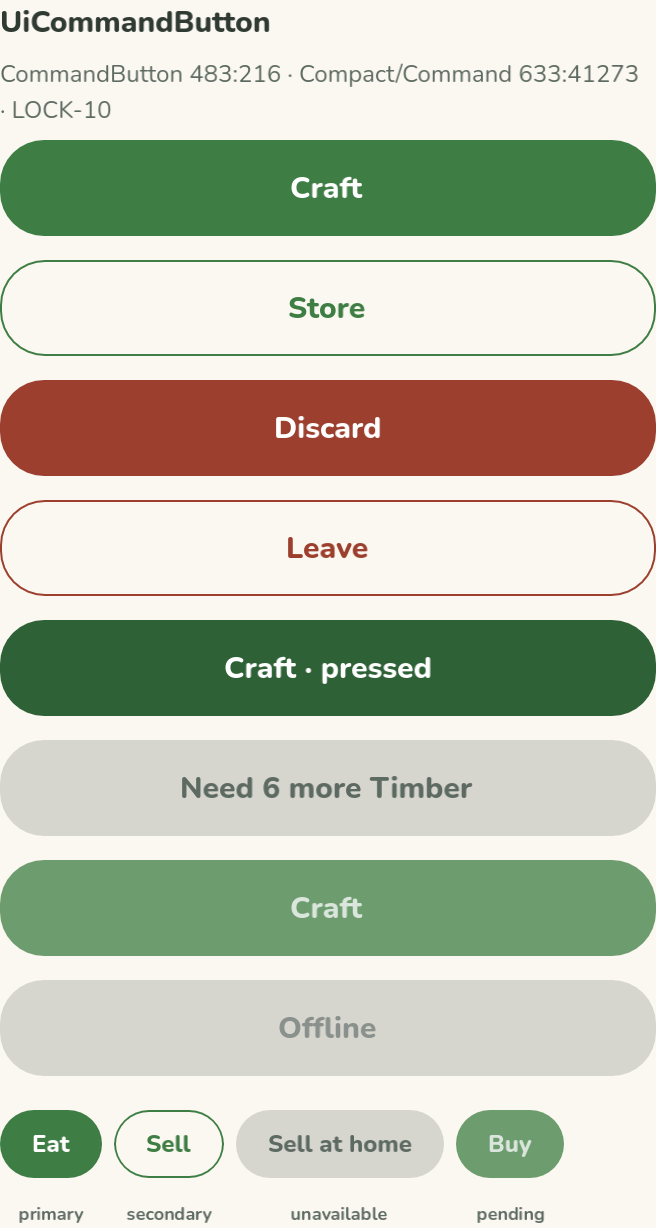 UiCommandButton
CommandButton 483:216 · Compact/Command 633:41273
· LOCK-10
Craft
Store
Discard
Leave
Craft · pressed
Need 6 more Timber
Craft
Offline
Eat Sell Sell at home Buy
primary secondary unavailable pending